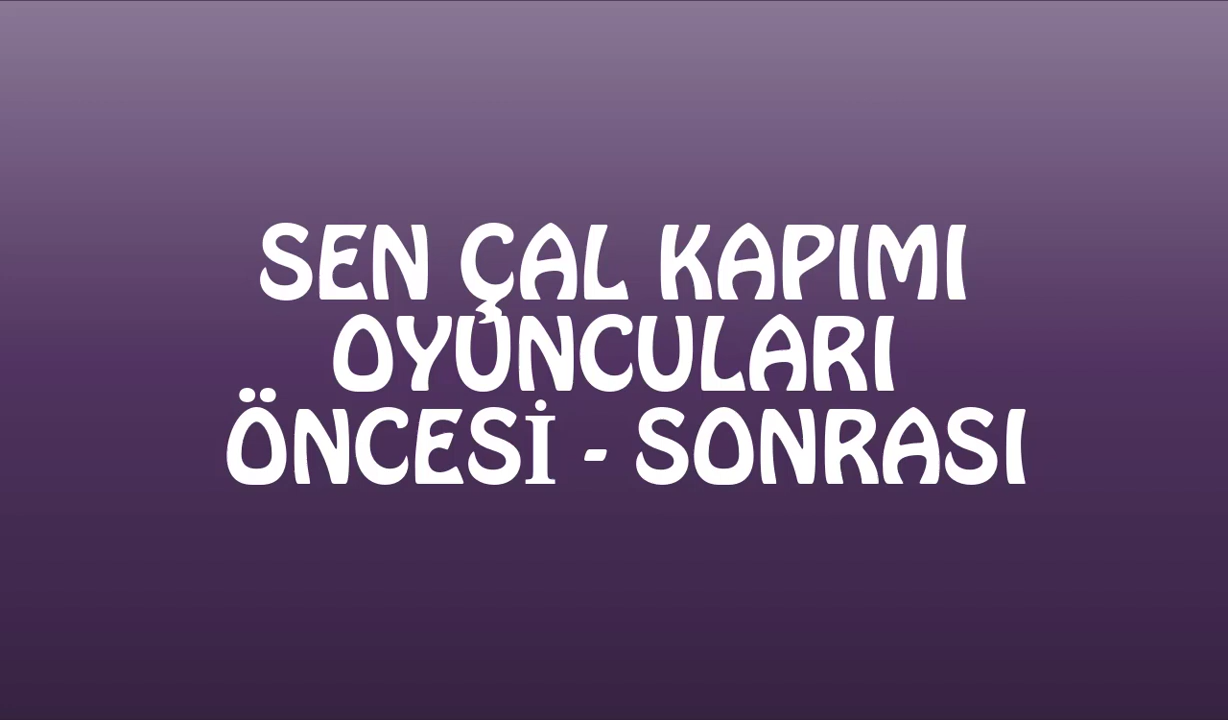 SEN ÇAL KAPIMI
OYUNCULARI
ÖNCESİ - SONRASI